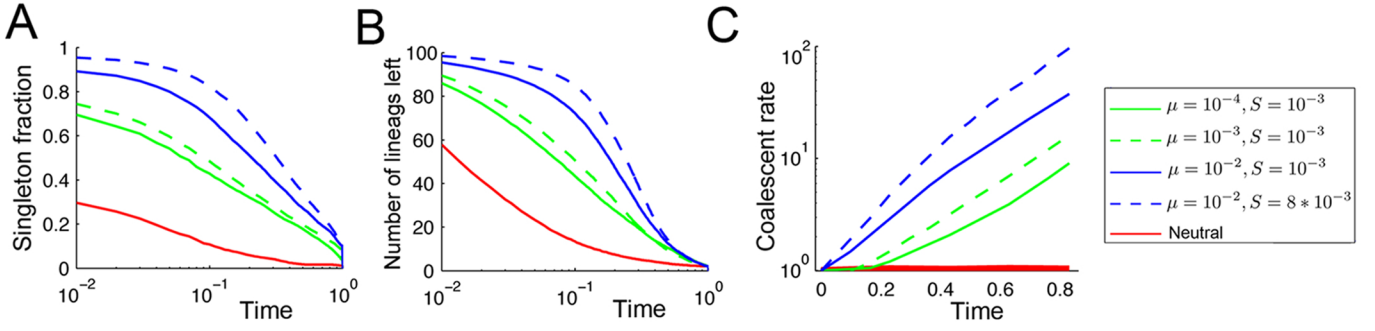 A
Singleton fraction
1
0.8
0.6
0.4
0.2
0
10^-2
10^-1
10^0
Time
B
Number of lineags left
100
80
60
40
20
0
10^-2
10^-1
10^0
Time
C
Coalescent rate
10^2
10^1
10^0
0
0.2
0.4
0.6
0.8
Time
μ = 10^-4, S = 10^-3
μ = 10^-3, S = 10^-3
μ = 10^-2, S = 10^-3
μ = 10^-2, S = 8 * 10^-3
Neutral